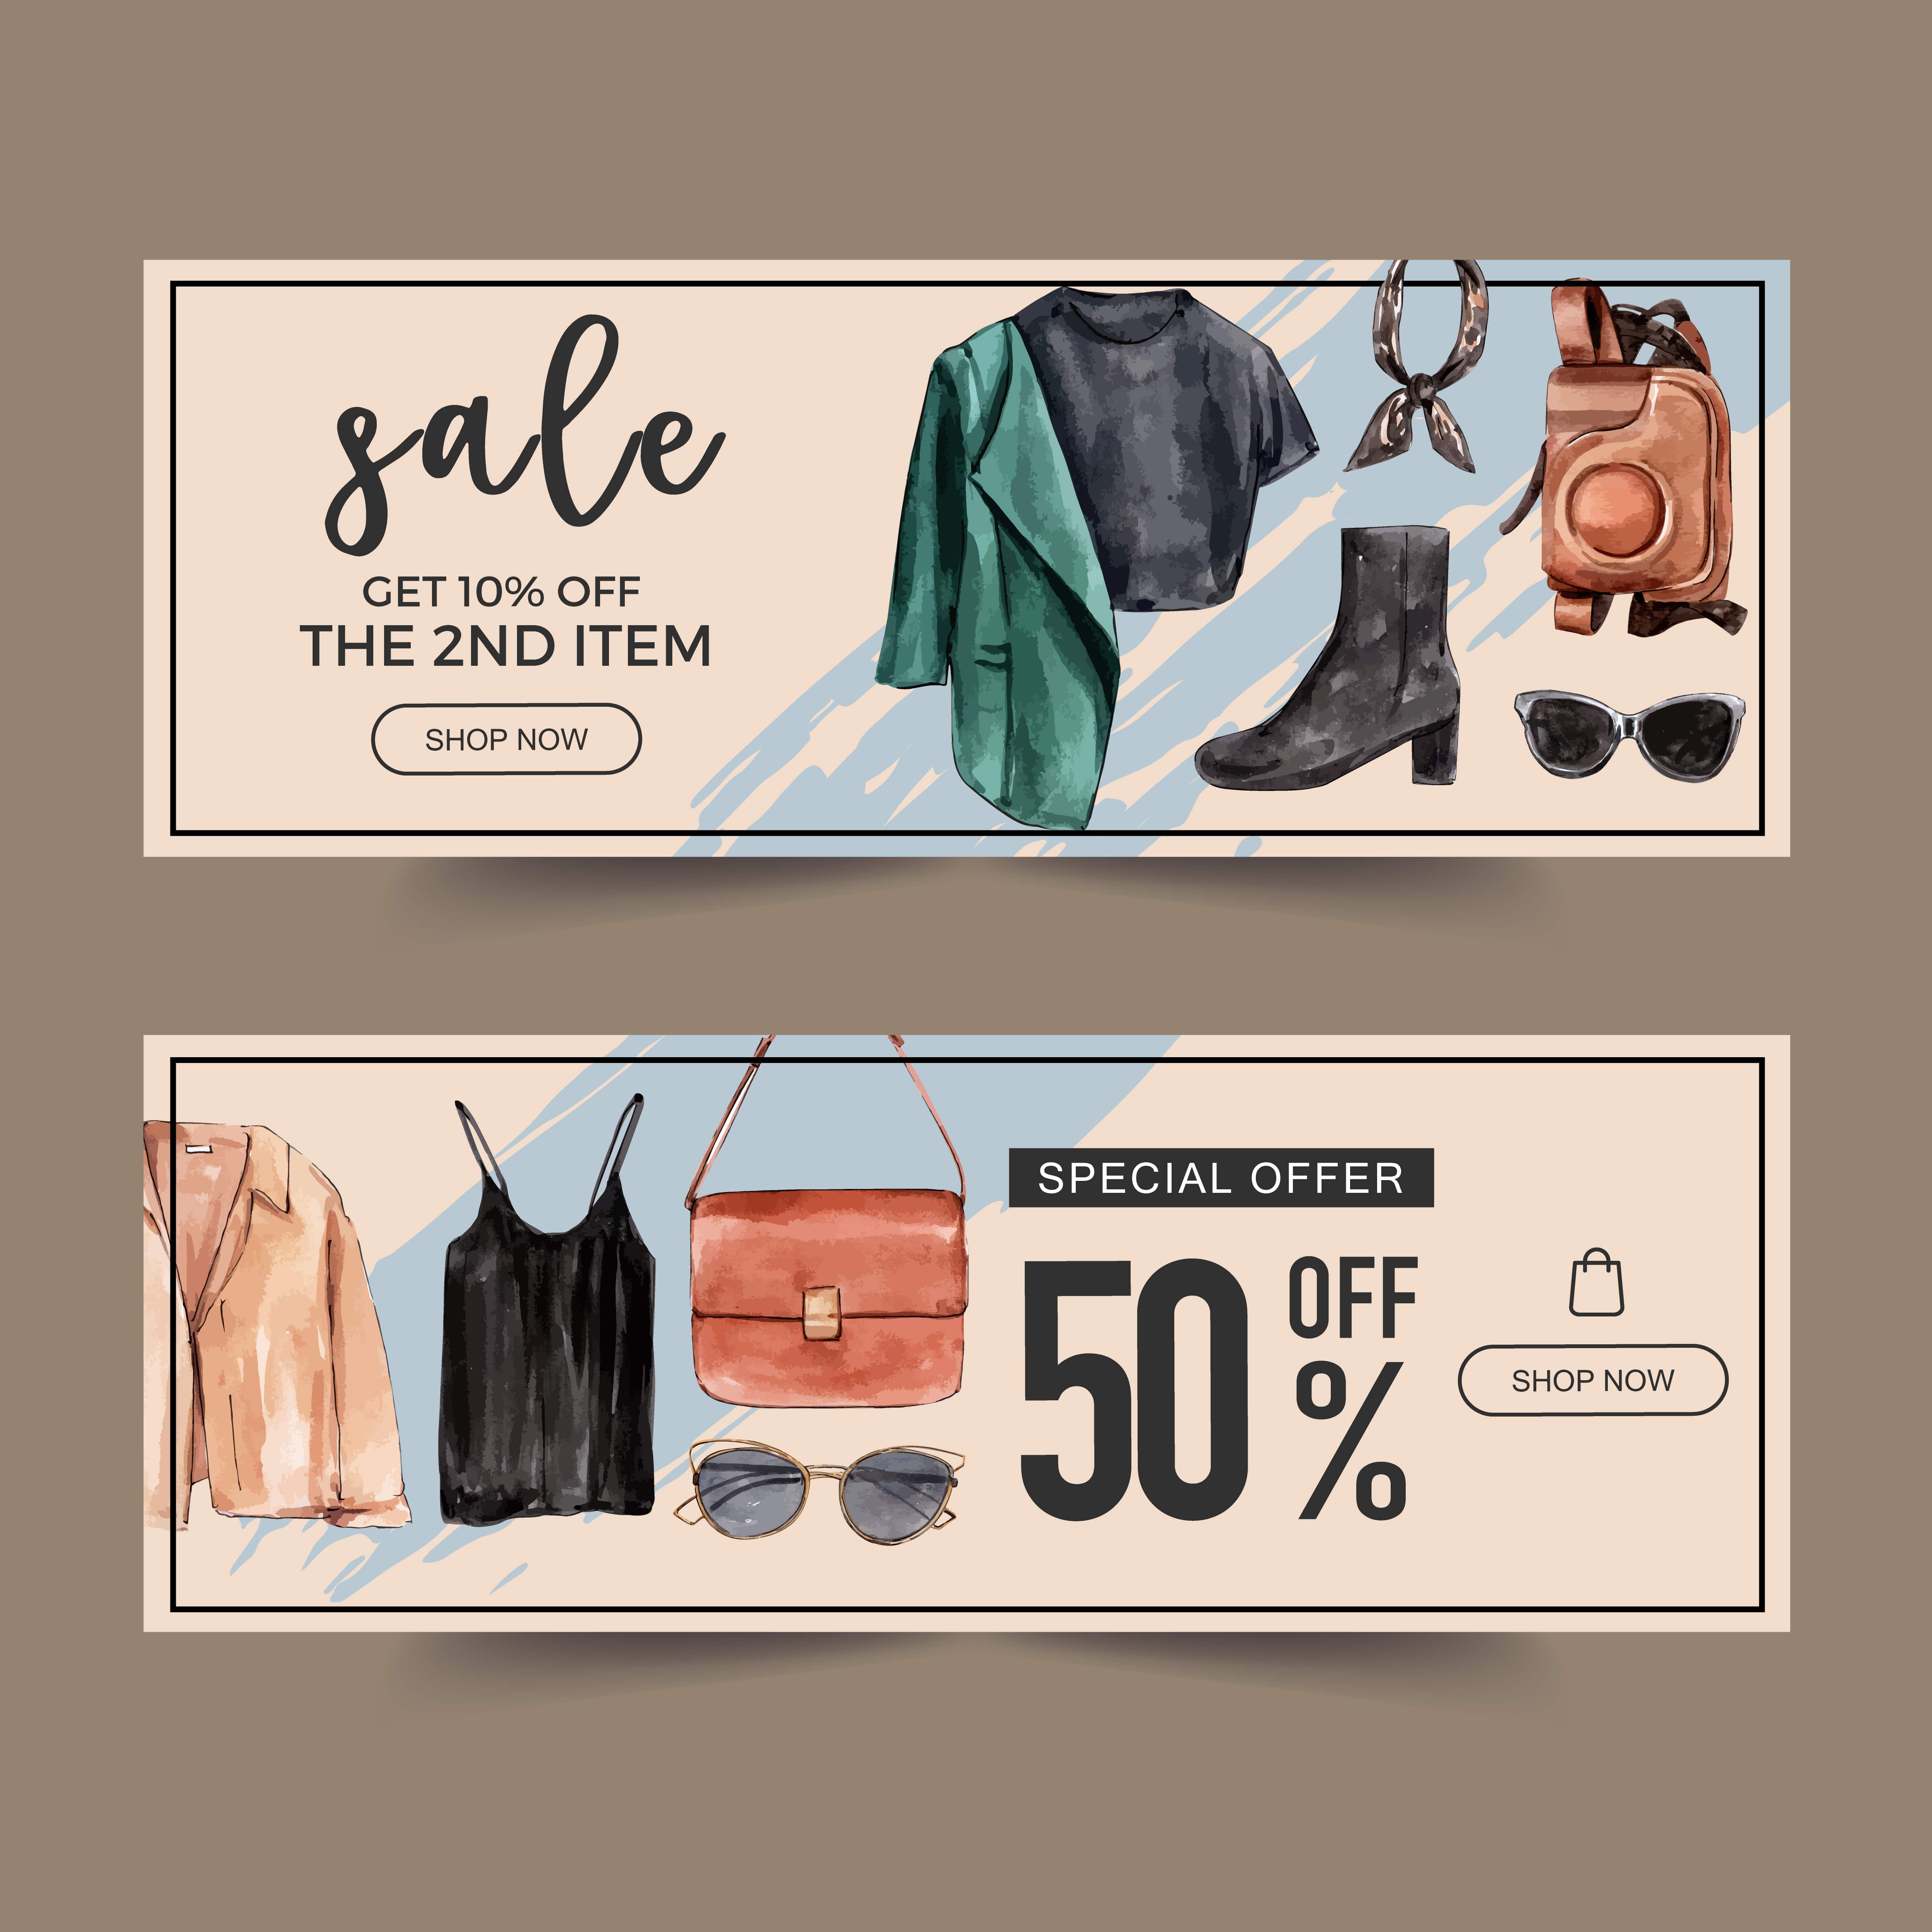 sale
GET 10% OFF
THE 2ND ITEM
SHOP NOW
SPECIAL OFFER
50 OFF
%
SHOP NOW